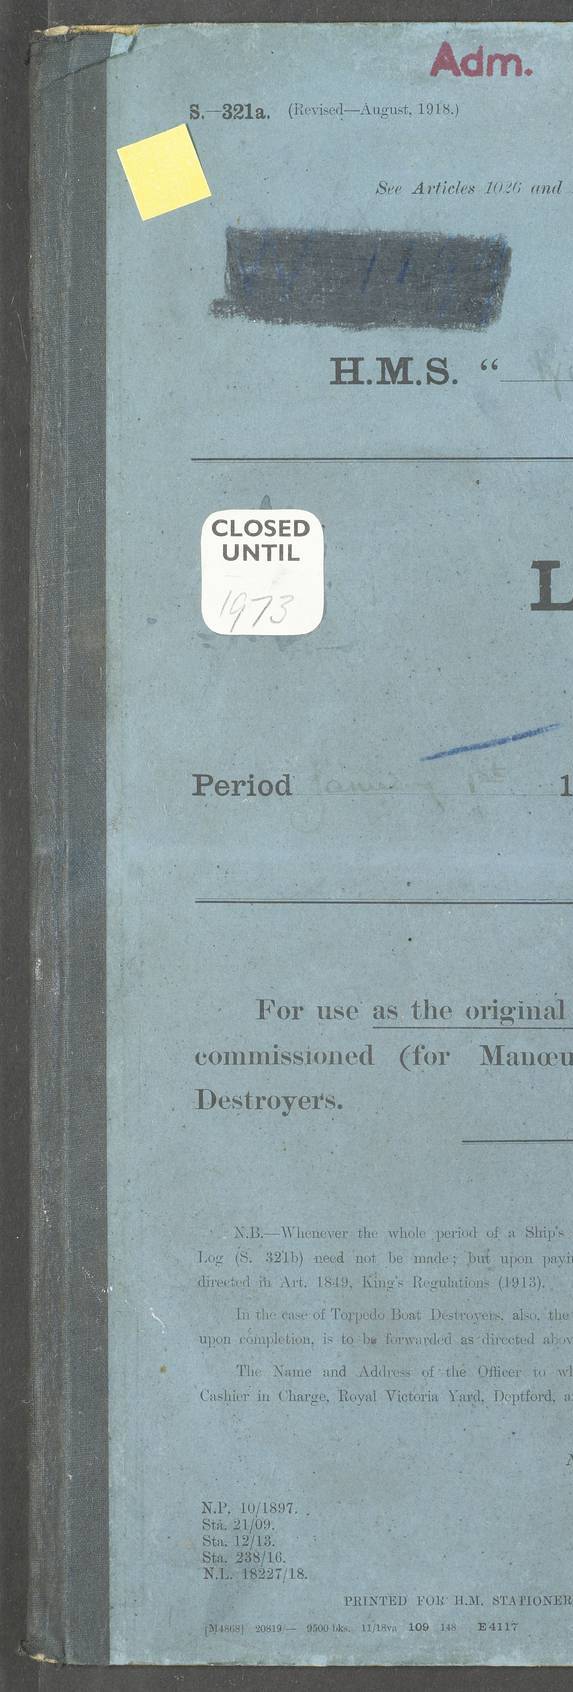 Adm.
S.—321a. (Revised—August, 1918.)
See Articles 1026 and
H.M.S. "
CLOSED
UNTIL
1973
L
Period January 1st 1
For use as the original
commissioned (for Manœu
Destroyers.
N.B.—Whenever the whole period of a Ship's
Log (S. 321b) need not be made; but upon payi
directed in Art. 1849, King's Regulations (1913).
In the case of Torpedo Boat Destroyers, also, the
upon completion, is to be forwarded as directed abov
The Name and Address of the Officer to wh
Cashier in Charge, Royal Victoria Yard, Deptford, a
N.P. 10/1897.
Sta. 21/09.
Sta. 12/13.
Sta. 238/16.
N.L. 18227/18.
PRINTED FOR H.M. STATIONER
[M4868] 20819— 9500 bks. 11/18va 109 148 E4117